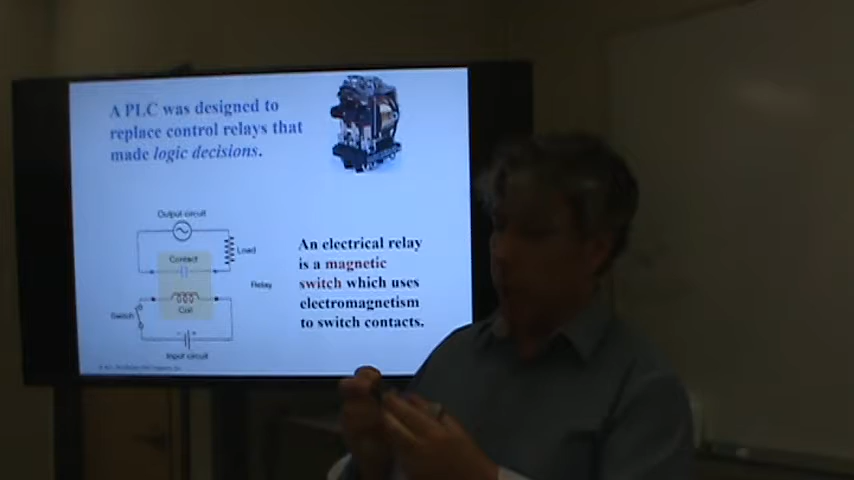 A PLC was designed to
replace control relays that
made logic decisions.
Output circuit
Load
Contact
Relay
Coil
Switch
- +
Input circuit
An electrical relay
is a magnetic
switch which uses
electromagnetism
to switch contacts.